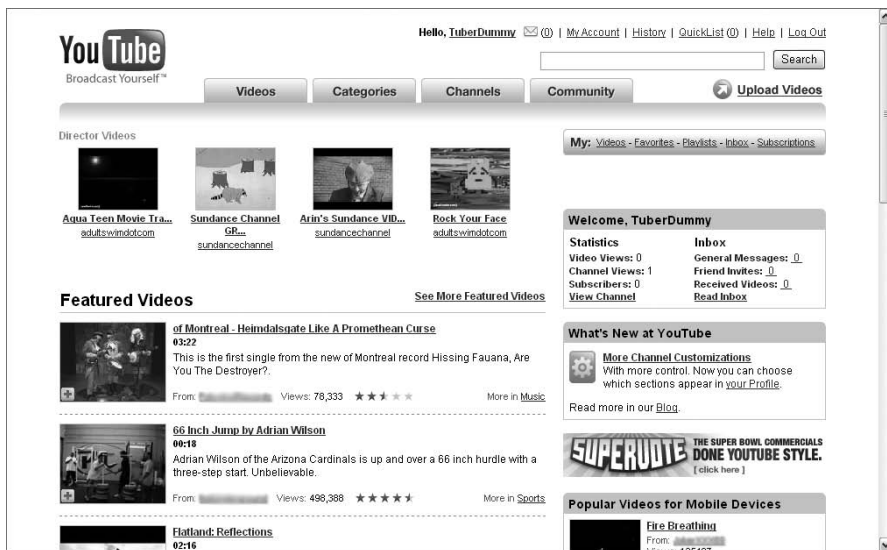 Hello, TuberDummy (0) | My Account | History | QuickList (0) | Help | Log Out
YouTube
Broadcast Yourself™
Search
Videos Categories Channels Community Upload Videos
Director Videos
Aqua Teen Movie Tra...
adultswimdotcom
Sundance Channel
GR...
sundancechannel
Arin's Sundance VID...
sundancechannel
Rock Your Face
adultswimdotcom
My: Videos - Favorites - Playlists - Inbox - Subscriptions
Welcome, TuberDummy
Statistics
Video Views: 0
Channel Views: 1
Subscribers: 0
View Channel
Inbox
General Messages: 0
Friend Invites: 0
Received Videos: 0
Read Inbox
Featured Videos
See More Featured Videos
of Montreal - Heimdalsgate Like A Promethean Curse
03:22
This is the first single from the new of Montreal record Hissing Fauana, Are
You The Destroyer?.
From: Views: 78,333 More in Music
66 Inch Jump by Adrian Wilson
00:18
Adrian Wilson of the Arizona Cardinals is up and over a 66 inch hurdle with a
three-step start. Unbelievable.
From: Views: 498,388 More in Sports
Flatland: Reflections
02:16
What's New at YouTube
More Channel Customizations
With more control. Now you can choose
which sections appear in your Profile.
Read more in our Blog.
SUPERVOTE
THE SUPER BOWL COMMERCIALS
DONE YOUTUBE STYLE.
[ click here ]
Popular Videos for Mobile Devices
Fire Breathing
From: